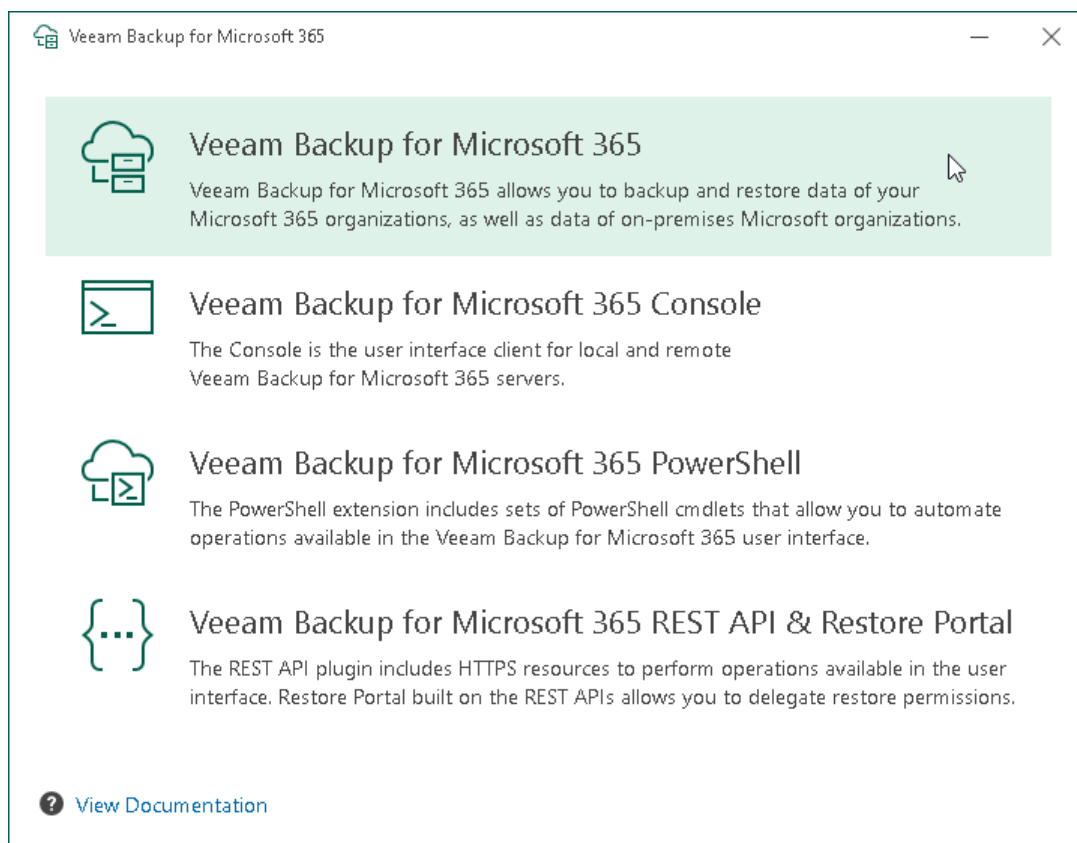 Veeam Backup for Microsoft 365
Veeam Backup for Microsoft 365
Veeam Backup for Microsoft 365 allows you to backup and restore data of your
Microsoft 365 organizations, as well as data of on-premises Microsoft organizations.
Veeam Backup for Microsoft 365 Console
The Console is the user interface client for local and remote
Veeam Backup for Microsoft 365 servers.
Veeam Backup for Microsoft 365 PowerShell
The PowerShell extension includes sets of PowerShell cmdlets that allow you to automate
operations available in the Veeam Backup for Microsoft 365 user interface.
Veeam Backup for Microsoft 365 REST API & Restore Portal
The REST API plugin includes HTTPS resources to perform operations available in the user
interface. Restore Portal built on the REST APIs allows you to delegate restore permissions.
View Documentation